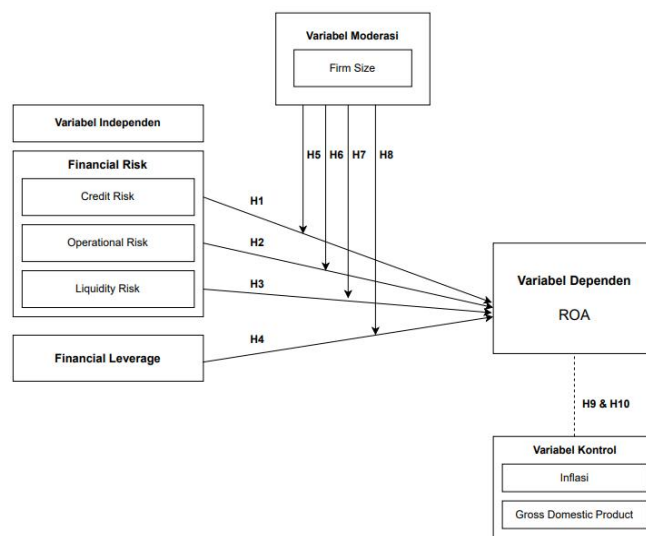 Variabel Moderasi
Firm Size
Variabel Independen
H5 H6 H7 H8
Financial Risk
Credit Risk
H1
Operational Risk
H2
Liquidity Risk
H3
Variabel Dependen
ROA
Financial Leverage
H4
H9 & H10
Variabel Kontrol
Inflasi
Gross Domestic Product